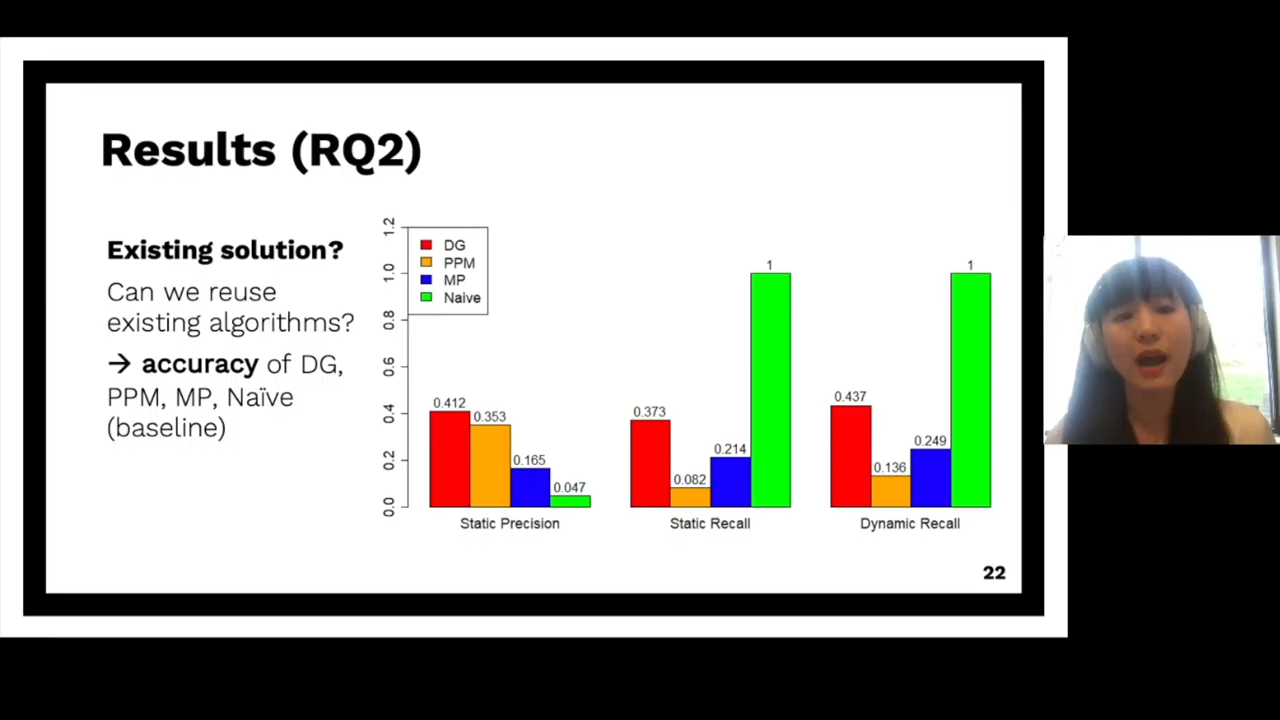 Results (RQ2)
Existing solution?
Can we reuse
existing algorithms?
→ accuracy of DG,
PPM, MP, Naïve
(baseline)
1.2
1.0
0.8
0.6
0.4
0.2
0.0
DG
PPM
MP
Naive
0.412
0.353
0.165
0.047
Static Precision
0.373
0.082
0.214
1
Static Recall
0.437
0.136
0.249
1
Dynamic Recall
22